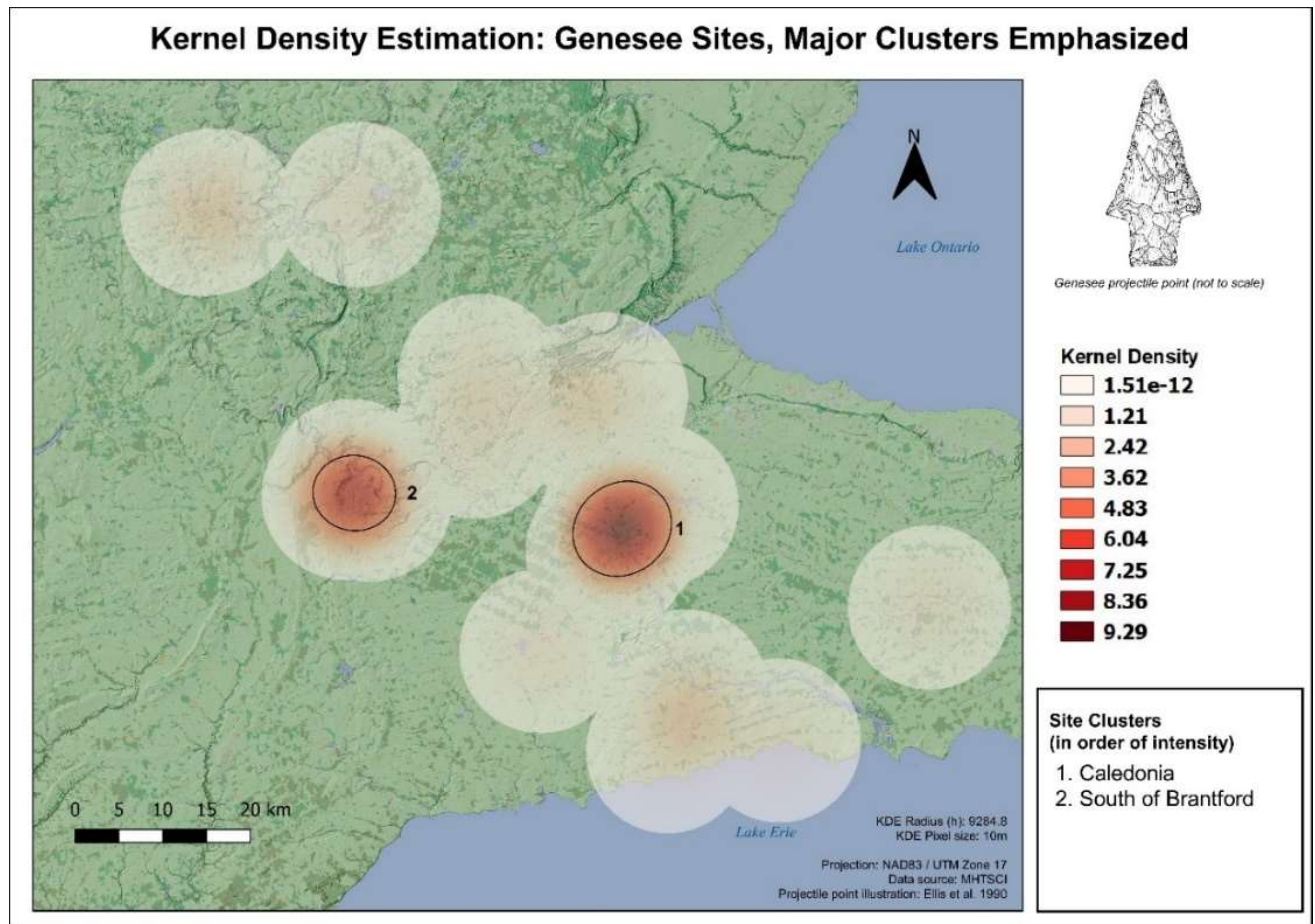 Kernel Density Estimation: Genesee Sites, Major Clusters Emphasized
N
Lake Ontario
Genesee projectile point (not to scale)
Kernel Density
1.51e-12
1.21
2.42
3.62
4.83
6.04
7.25
8.36
9.29
2
1
Site Clusters
(in order of intensity)
1. Caledonia
2. South of Brantford
0 5 10 15 20 km
Lake Erie
KDE Radius (h): 9284.8
KDE Pixel size: 10m
Projection: NAD83 / UTM Zone 17
Data source: MHTSCI
Projectile point illustration: Ellis et al. 1990